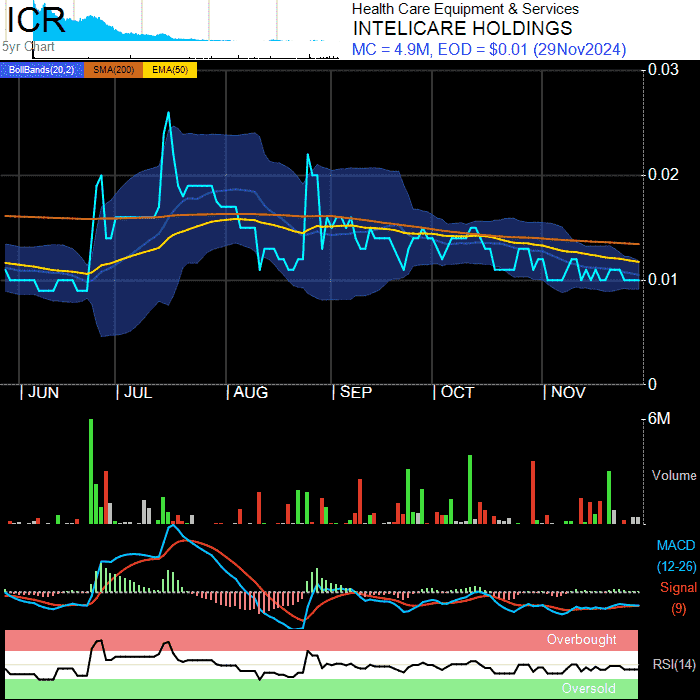 ICR
5yr Chart
Health Care Equipment & Services
INTELICARE HOLDINGS
MC = 4.9M, EOD = $0.01 (29Nov2024)
BollBands(20,2) SMA(200) EMA(50)
0.03
0.02
0.01
0
JUN JUL AUG SEP OCT NOV
6M
Volume
MACD
(12-26)
Signal
(9)
Overbought
RSI(14)
Oversold